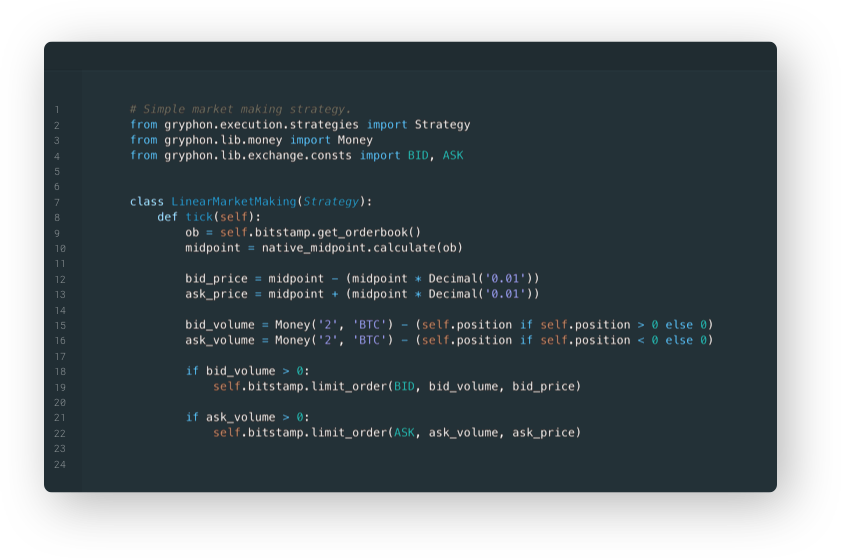 1 # Simple market making strategy.
2 from gryphon.execution.strategies import Strategy
3 from gryphon.lib.money import Money
4 from gryphon.lib.exchange.consts import BID, ASK
5
6
7 class LinearMarketMaking(Strategy):
8     def tick(self):
9         ob = self.bitstamp.get_orderbook()
10         midpoint = native_midpoint.calculate(ob)
11
12         bid_price = midpoint - (midpoint * Decimal('0.01'))
13         ask_price = midpoint + (midpoint * Decimal('0.01'))
14
15         bid_volume = Money('2', 'BTC') - (self.position if self.position > 0 else 0)
16         ask_volume = Money('2', 'BTC') - (self.position if self.position < 0 else 0)
17
18         if bid_volume > 0:
19             self.bitstamp.limit_order(BID, bid_volume, bid_price)
20
21         if ask_volume > 0:
22             self.bitstamp.limit_order(ASK, ask_volume, ask_price)
23
24